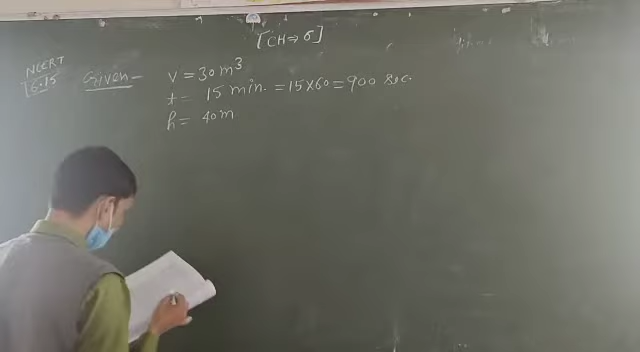 [CH⇒6]
NCERT
6.15
Given - V = 30 m³
t = 15 min. = 15×60 = 900 sec.
h = 40 m